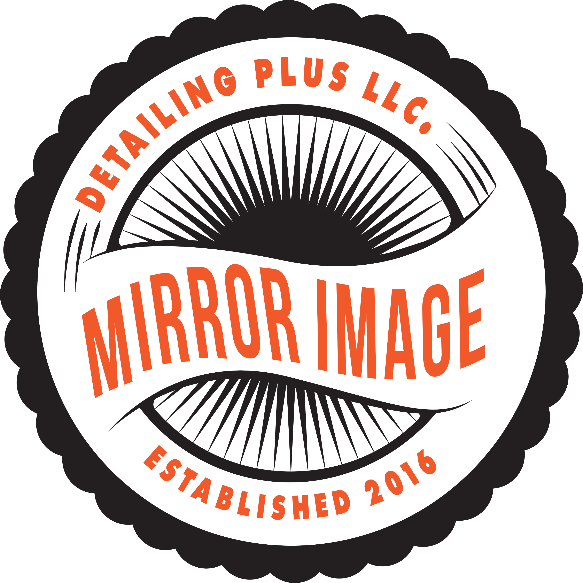 DETAILING PLUS LLC.
MIRROR IMAGE
ESTABLISHED 2016